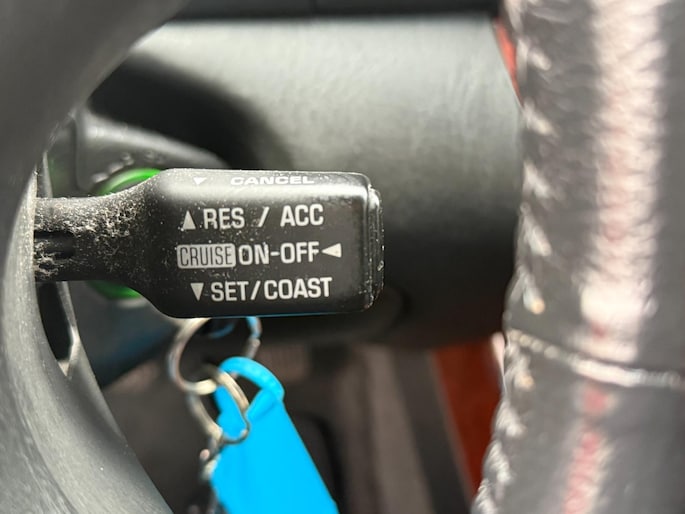 ▼ CANCEL
▲ RES / ACC
CRUISE ON-OFF ◄
▼ SET/COAST